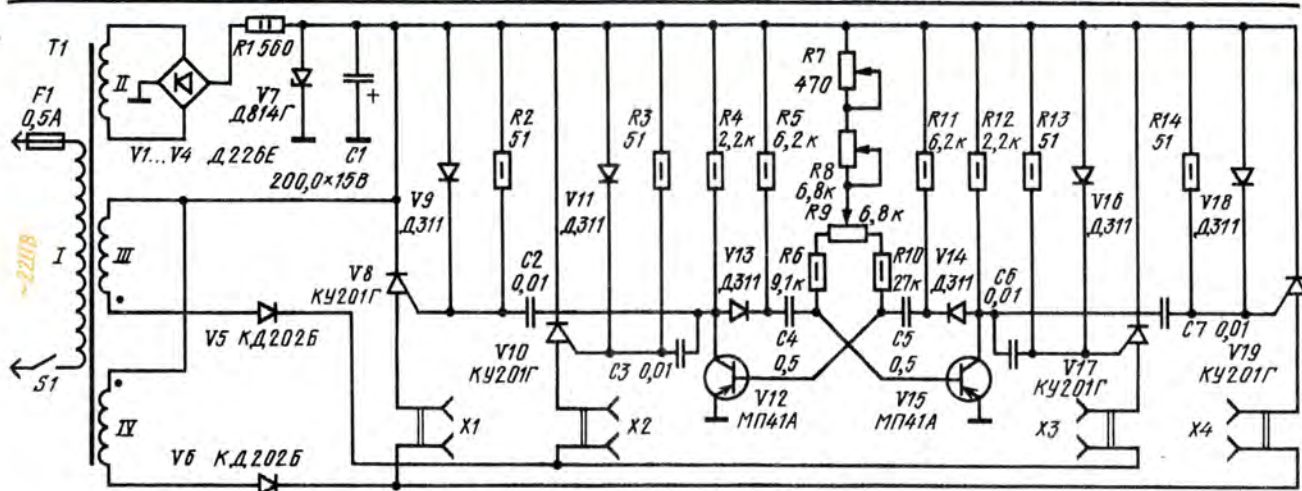 T1
F1
0,5А
II
R1 560
V7
Д814Г
C1
+
V1...V4 Д226Е
200,0×15В
I
~220В
III
IV
S1
V5 КД202Б
V6 КД202Б
V8
КУ201Г
V9
Д311
R2
51
C2
0,01
V10
КУ201Г
V11
Д311
R3
51
C3 0,01
R4
2,2к
R5
6,2к
V13
Д311
C4
0,5
R6
9,1к
R7
470
R8
6,8к
R9
6,8к
R10
27к
C5
0,5
V12
МП41А
V15
МП41А
V14
Д311
R11
6,2к
R12
2,2к
R13
51
C6
0,01
V16
Д311
V17
КУ201Г
R14
51
V18
Д311
C7 0,01
V19
КУ201Г
X1
X2
X3
X4